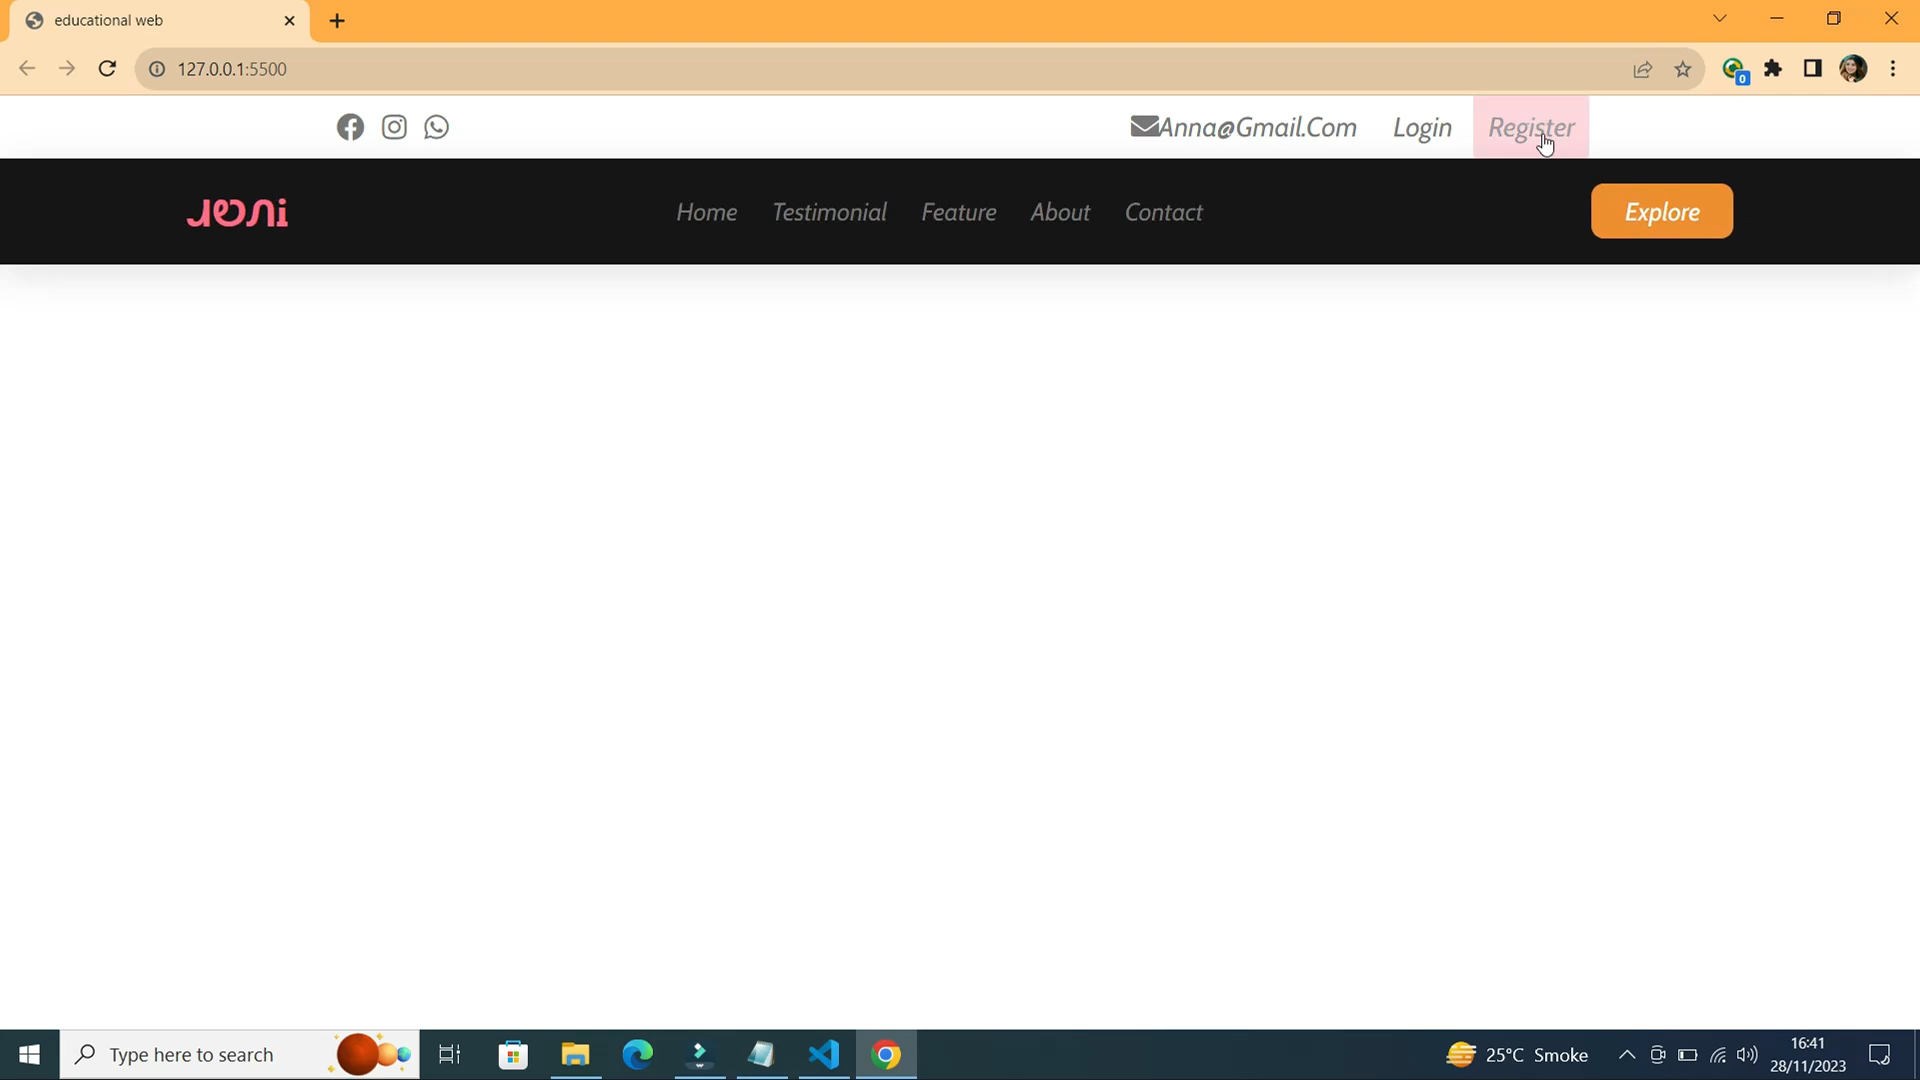 educational web
127.0.0.1:5500
0
Anna@Gmail.Com Login Register
Home Testimonial Feature About Contact Explore
Type here to search
25°C Smoke
16:41
28/11/2023